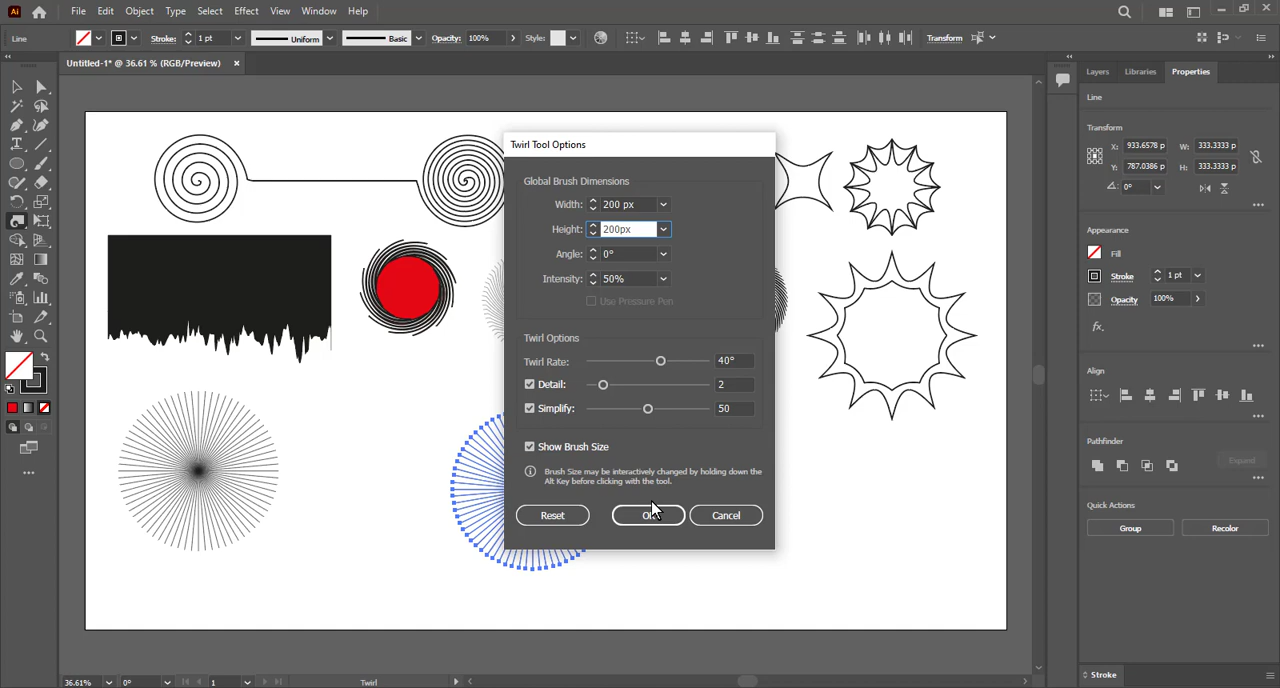 Ai File Edit Object Type Select Effect View Window Help
Line Stroke: 1 pt Uniform Basic Opacity: 100% Style: Transform
Untitled-1* @ 36.61 % (RGB/Preview) ×
Layers Libraries Properties
Line
Transform
X: 933.6578 p W: 333.3333 p
Y: 787.0386 p H: 333.3333 p
0°
Appearance
Fill
Stroke 1 pt
Opacity 100%
fx.
Align
Pathfinder
Expand
Quick Actions
Group Recolor
Stroke
Twirl Tool Options
Global Brush Dimensions
Width: 200 px
Height: 200px
Angle: 0°
Intensity: 50%
Use Pressure Pen
Twirl Options
Twirl Rate: 40°
Detail: 2
Simplify: 50
Show Brush Size
Brush Size may be interactively changed by holding down the
Alt Key before clicking with the tool.
Reset OK Cancel
36.61% 0° 1 Twirl